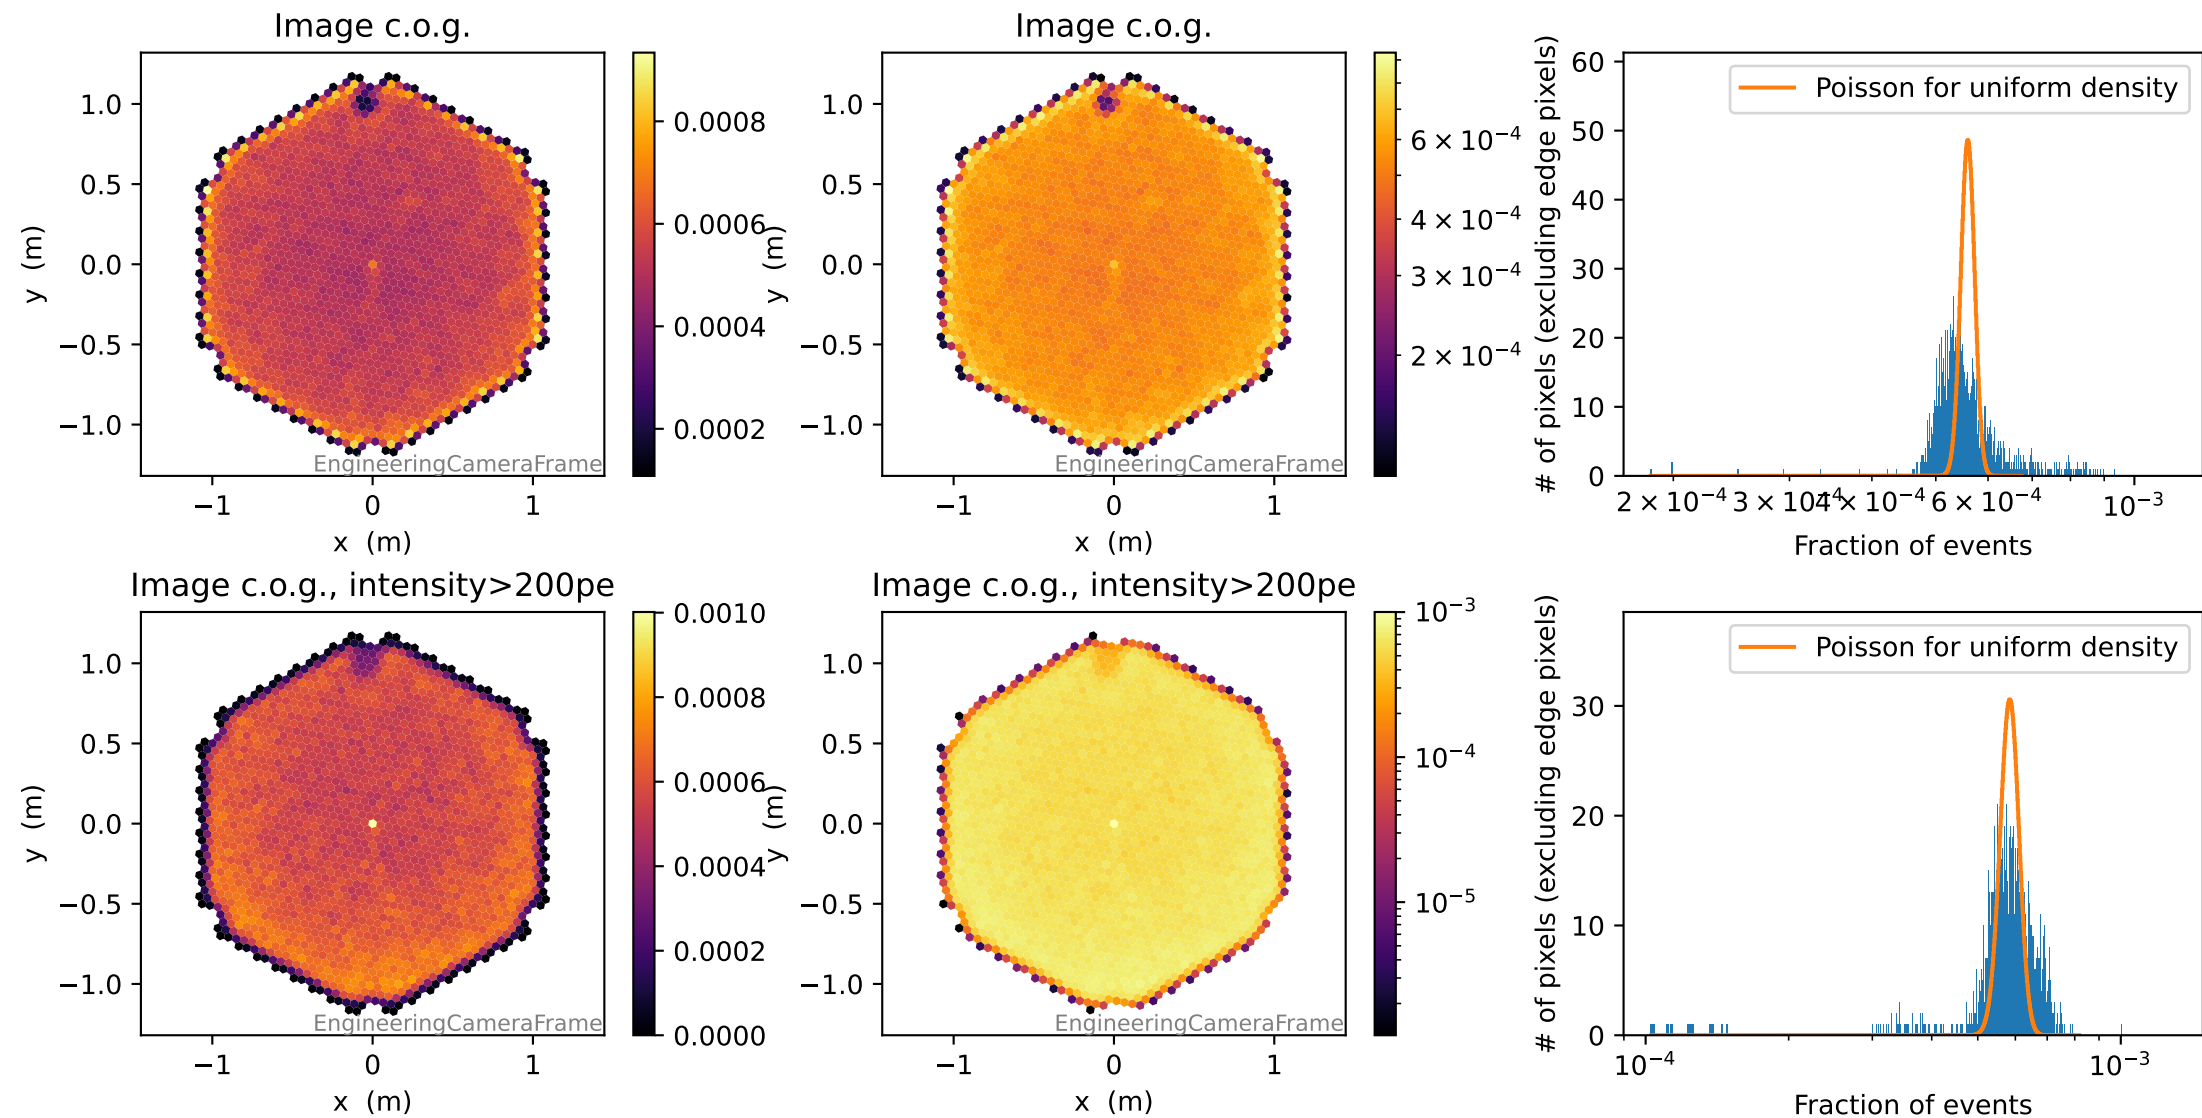 Image c.o.g.
1.0
0.5
0.0
−0.5
−1.0
y (m)
EngineeringCameraFrame
−1
0
1
x (m)
0.0008
0.0006
0.0004
0.0002
Image c.o.g.
1.0
0.5
0.0
−0.5
−1.0
y (m)
EngineeringCameraFrame
−1
0
1
x (m)
6 × 10⁻⁴
4 × 10⁻⁴
3 × 10⁻⁴
2 × 10⁻⁴
# of pixels (excluding edge pixels)
60
50
40
30
20
10
0
Poisson for uniform density
2 × 10⁻⁴
3 × 10⁻⁴
4 × 10⁻⁴
6 × 10⁻⁴
10⁻³
Fraction of events
Image c.o.g., intensity>200pe
1.0
0.5
0.0
−0.5
−1.0
y (m)
EngineeringCameraFrame
−1
0
1
x (m)
0.0010
0.0008
0.0006
0.0004
0.0002
0.0000
Image c.o.g., intensity>200pe
1.0
0.5
0.0
−0.5
−1.0
y (m)
EngineeringCameraFrame
−1
0
1
x (m)
10⁻³
10⁻⁴
10⁻⁵
# of pixels (excluding edge pixels)
30
20
10
0
Poisson for uniform density
10⁻⁴
10⁻³
Fraction of events